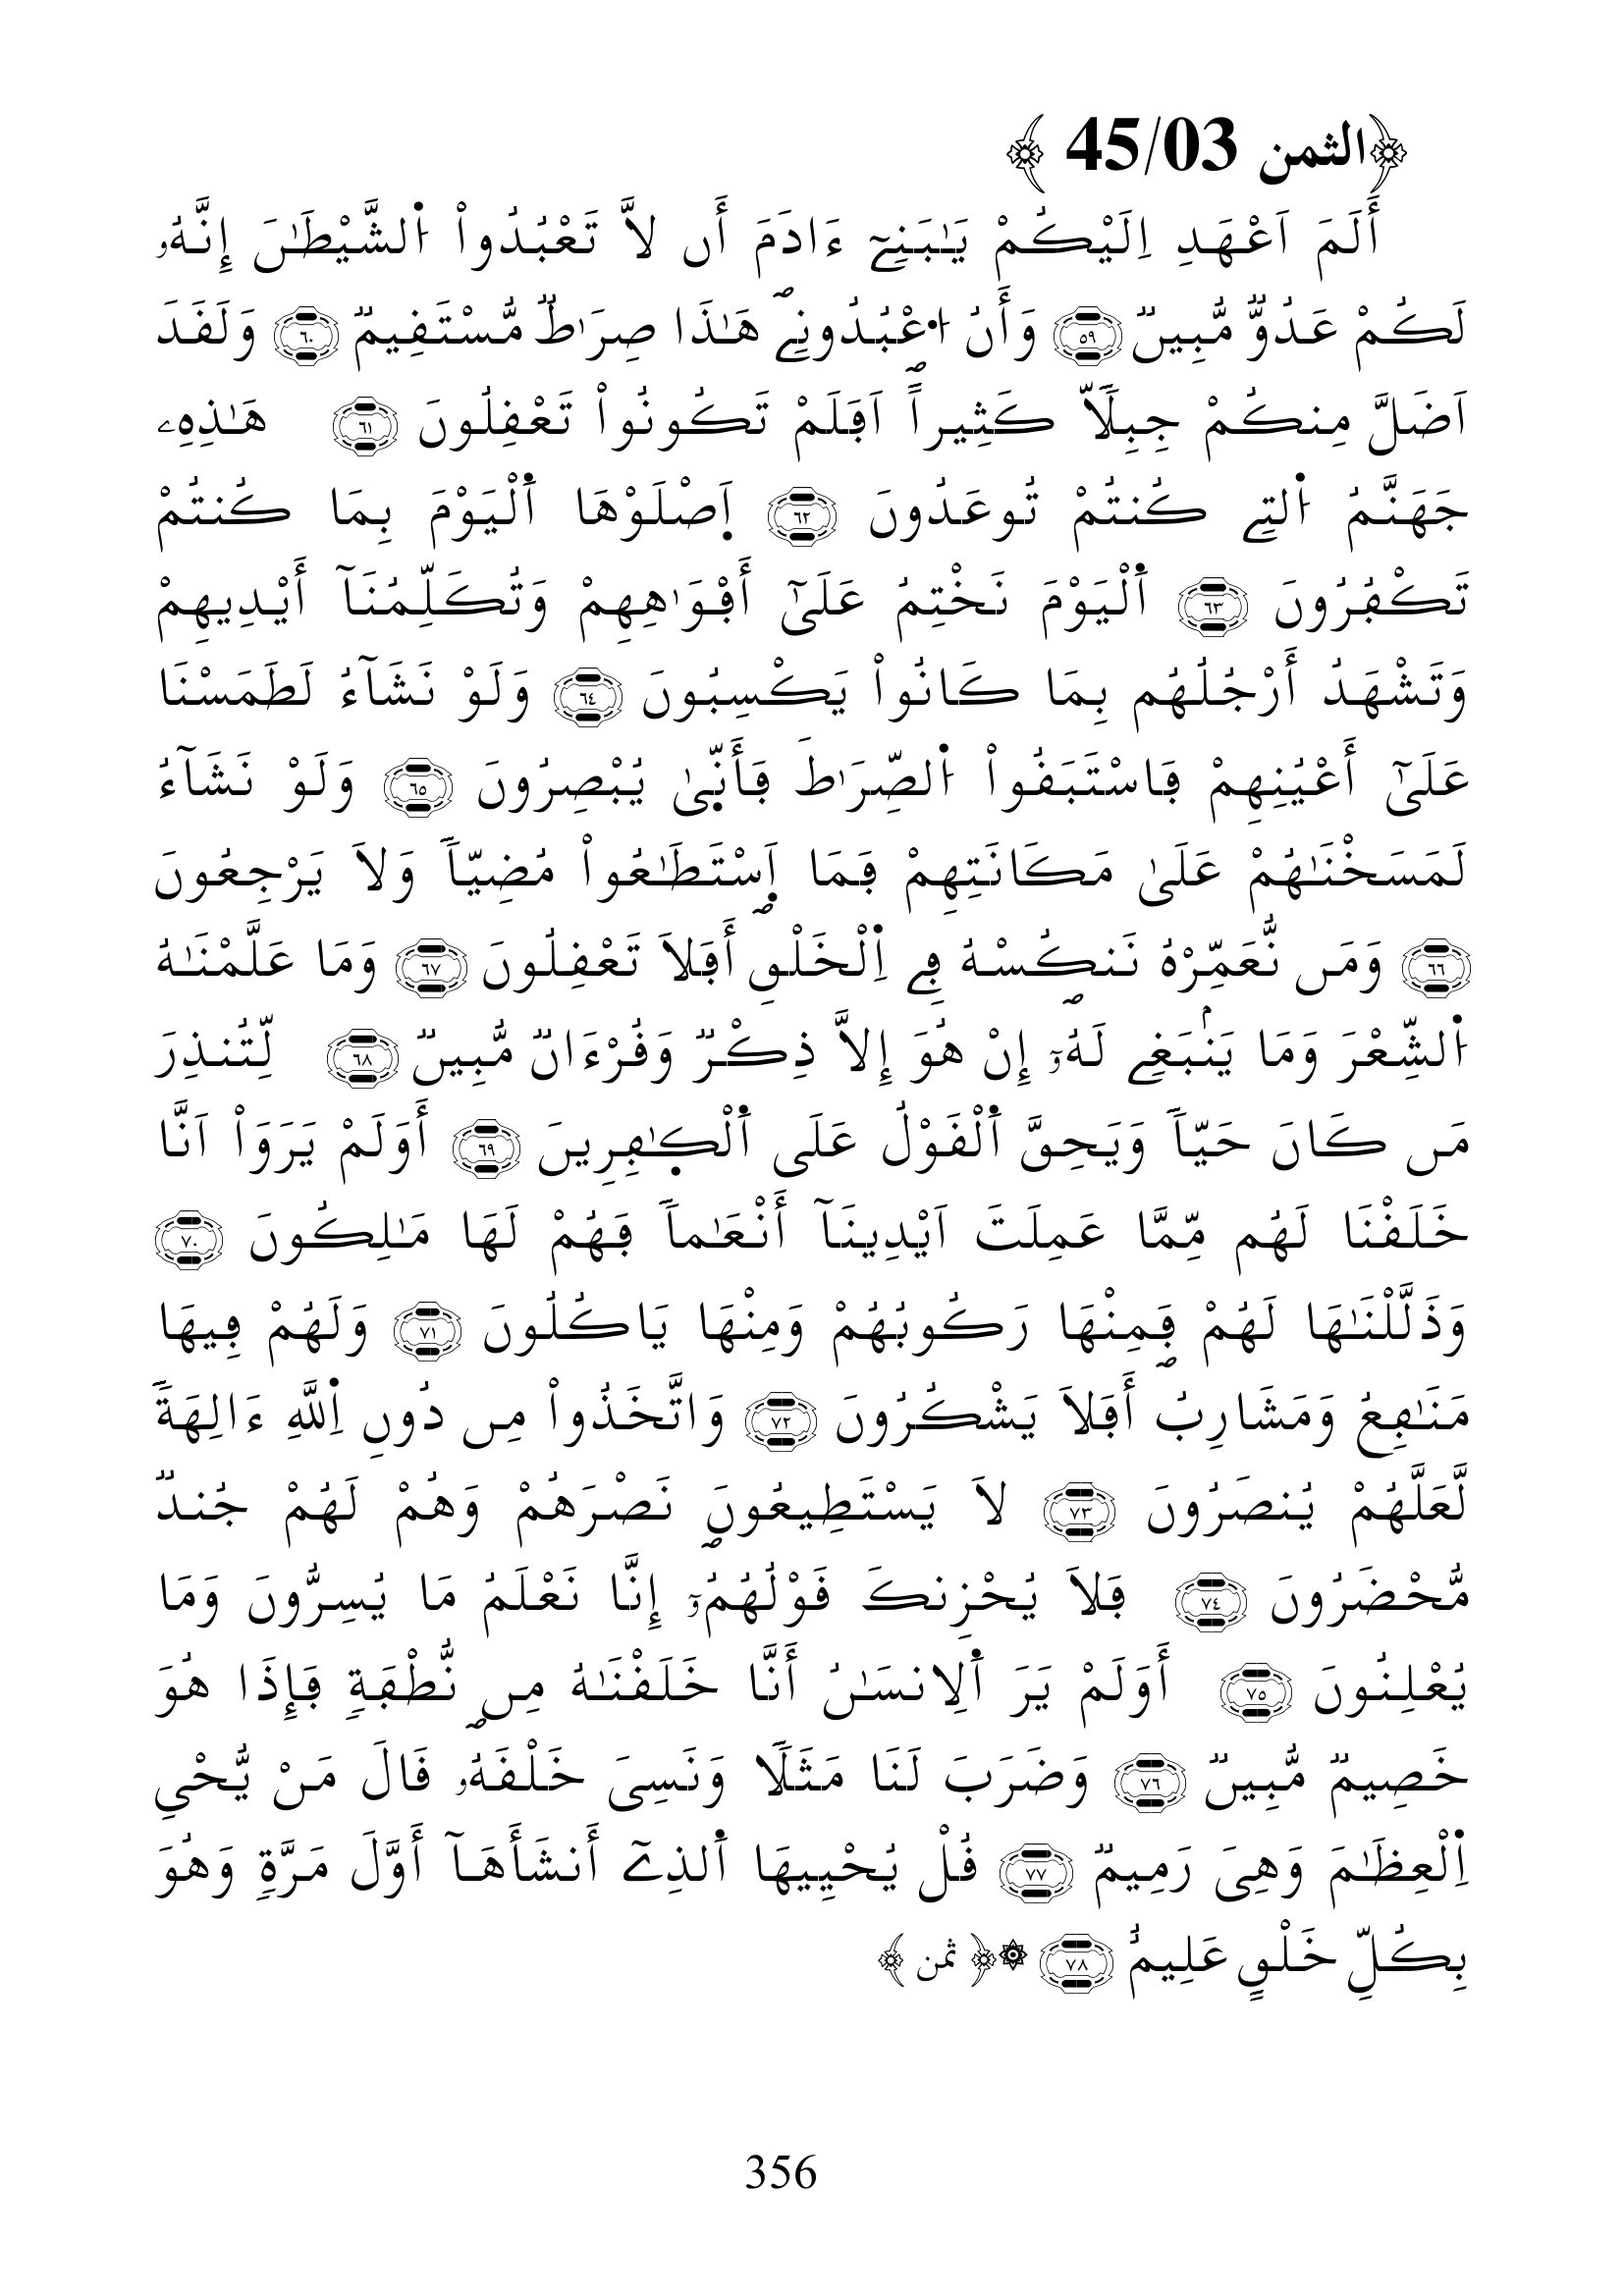 ﴿الثمن 45/03 ﴾
أَلَمَ اَعْهَدِ اِلَيْكُمْ يَٰبَنِےٓ ءَادَمَ أَن لاَّ تَعْبُدُواْ اُ۬لشَّيْطَٰنَ إِنَّهُۥ
لَكُمْ عَدُوّٞ مُّبِينٞ ٥٩ وَأَنُ اُ۟عْبُدُونِےۖ هَٰذَا صِرَٰطٞ مُّسْتَقِيمٞ ٦٠ وَلَقَدَ
اَضَلَّ مِنكُمْ جِبِلّاٗ كَثِيراًۖ اَفَلَمْ تَكُونُواْ تَعْقِلُونَ ٦١ هَٰذِهِۦ
جَهَنَّمُ اُ۬لتِے كُنتُمْ تُوعَدُونَ ٦٢ اَ۪صْلَوْهَا اَ۬لْيَوْمَ بِمَا كُنتُمْ
تَكْفُرُونَ ٦٣ اَ۬لْيَوْمَ نَخْتِمُ عَلَىٰٓ أَفْوَٰهِهِمْ وَتُكَلِّمُنَآ أَيْدِيهِمْ
وَتَشْهَدُ أَرْجُلُهُم بِمَا كَانُواْ يَكْسِبُونَ ٦٤ وَلَوْ نَشَآءُ لَطَمَسْنَا
عَلَىٰٓ أَعْيُنِهِمْ فَاسْتَبَقُواْ اُ۬لصِّرَٰطَ فَأَنّ۪يٰ يُبْصِرُونَ ٦٥ وَلَوْ نَشَآءُ
لَمَسَخْنَٰهُمْ عَلَىٰ مَكَانَتِهِمْ فَمَا اَ۪سْتَطَٰعُواْ مُضِيّاٗ وَلاَ يَرْجِعُونَ
٦٦ وَمَن نُّعَمِّرْهُ نَنكُسْهُ فِے اِ۬لْخَلْقِۖ أَفَلاَ تَعْقِلُونَ ٦٧ وَمَا عَلَّمْنَٰهُ
اُ۬لشِّعْرَ وَمَا يَنۢبَغِے لَهُۥٓۖ إِنْ هُوَ إِلاَّ ذِكْرٞ وَقُرْءَانٞ مُّبِينٞ ٦٨ لِّتُنذِرَ
مَن كَانَ حَيّاٗ وَيَحِقَّ اَ۬لْقَوْلُ عَلَى اَ۬لْكٰ۪فِرِينَ ٦٩ أَوَلَمْ يَرَوَاْ اَنَّا
خَلَقْنَا لَهُم مِّمَّا عَمِلَتَ اَيْدِينَآ أَنْعَٰماٗ فَهُمْ لَهَا مَٰلِكُونَ ٧٠
وَذَلَّلْنَٰهَا لَهُمْ فَمِنْهَا رَكُوبُهُمْ وَمِنْهَا يَاكُلُونَ ٧١ وَلَهُمْ فِيهَا
مَنَٰفِعُ وَمَشَارِبُۖ أَفَلاَ يَشْكُرُونَ ٧٢ وَاتَّخَذُواْ مِن دُونِ اِ۬للَّهِ ءَالِهَةٗ
لَّعَلَّهُمْ يُنصَرُونَ ٧٣ لاَ يَسْتَطِيعُونَۖ نَصْرَهُمْ وَهُمْ لَهُمْ جُندٞ
مُّحْضَرُونَ ٧٤ فَلاَ يُحْزِنكَ قَوْلُهُمُۥٓ إِنَّا نَعْلَمُ مَا يُسِرُّونَ وَمَا
يُعْلِنُونَ ٧٥ أَوَلَمْ يَرَ اَ۬لِانسَٰنُ أَنَّا خَلَقْنَٰهُ مِن نُّطْفَةٖۖ فَإِذَا هُوَ
خَصِيمٞ مُّبِينٞ ٧٦ وَضَرَبَ لَنَا مَثَلاٗ وَنَسِىَ خَلْقَهُۥ قَالَ مَنْ يُّحْيِ
اِ۬لْعِظَٰمَ وَهِىَ رَمِيمٞ ٧٧ قُلْ يُحْيِيهَا اَ۬لذِےٓ أَنشَأَهَآ أَوَّلَ مَرَّةٖ وَهُوَ
بِكُلِّ خَلْقٍ عَلِيمٌ ٧٨ ۞﴿ ثمن ﴾
356